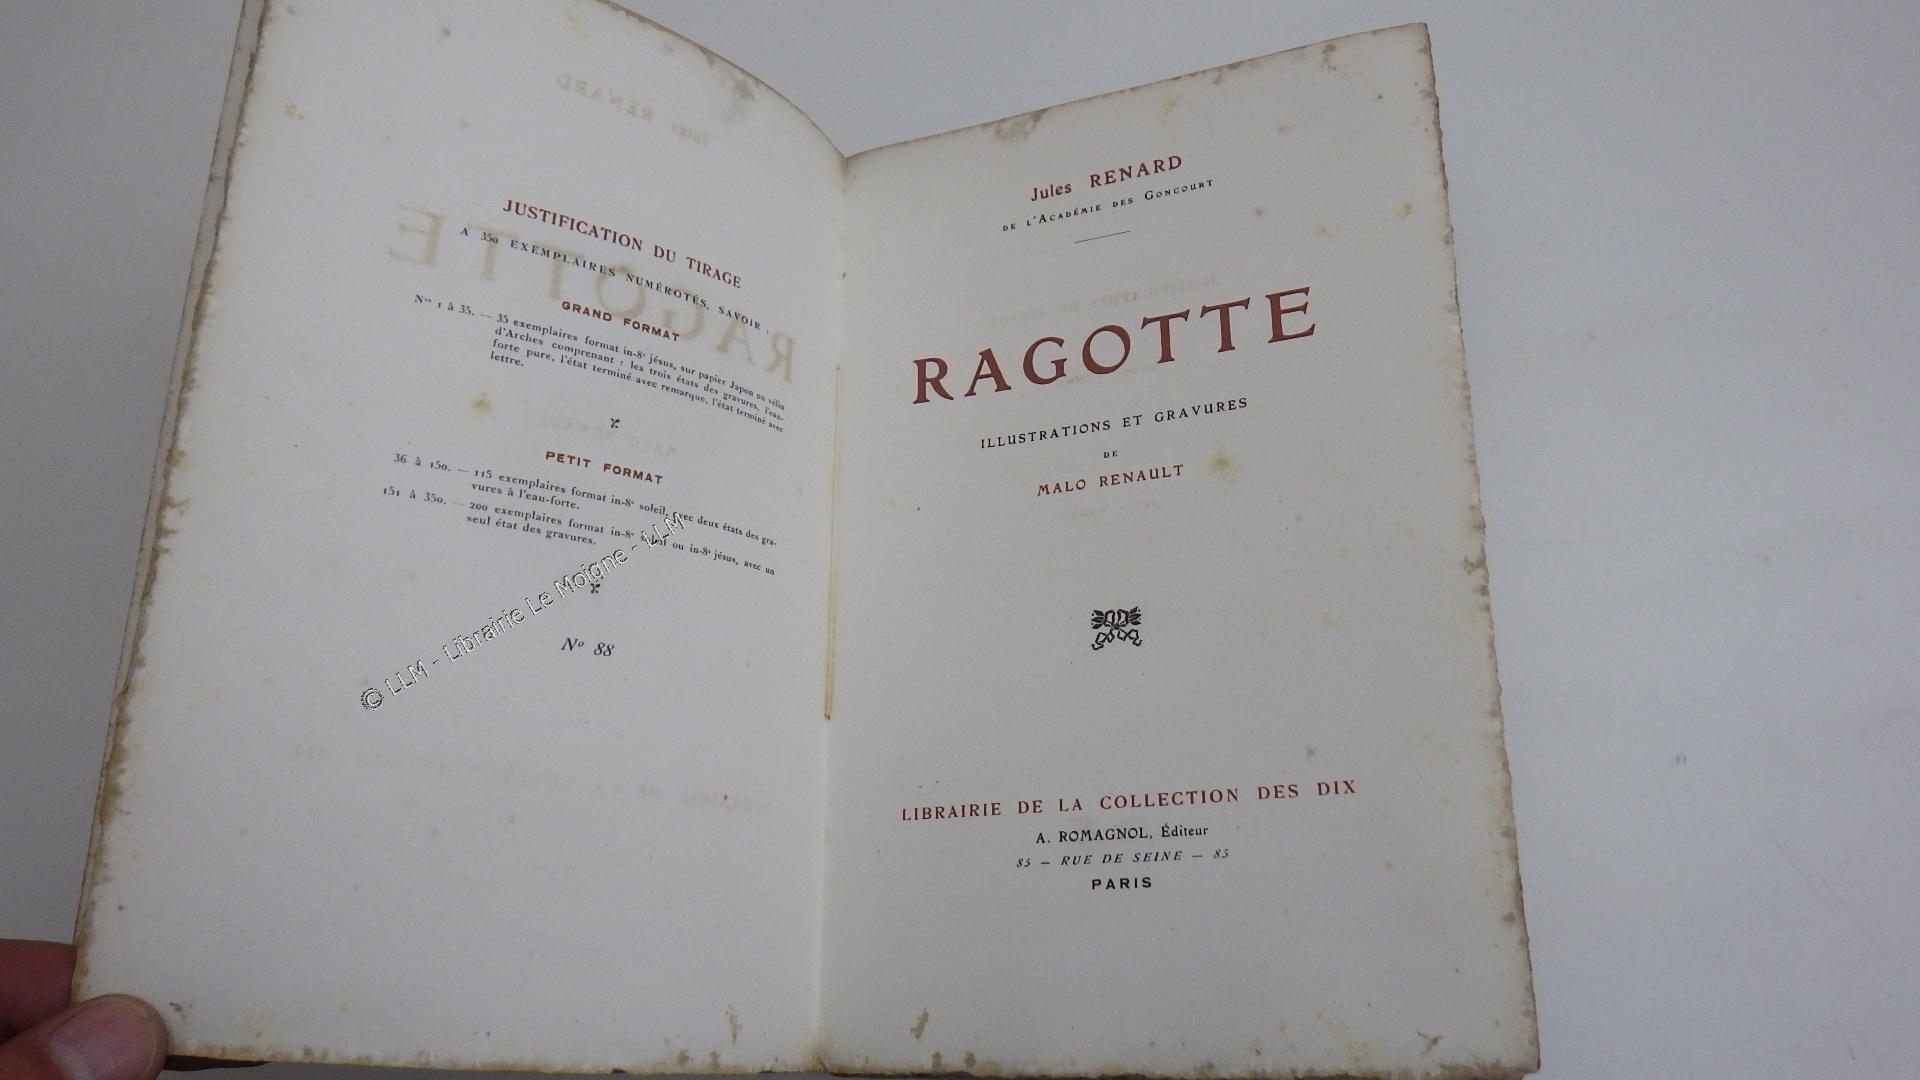 JUSTIFICATION DU TIRAGE
A 350 EXEMPLAIRES NUMÉROTÉS, SAVOIR :
GRAND FORMAT
Nos 1 à 35. — 35 exemplaires format in-8° jésus, sur papier Japon ou vélin
d'Arches comprenant : les trois états des gravures, l'eau-
forte pure, l'état terminé avec remarque, l'état terminé avec
lettre.
PETIT FORMAT
36 à 150. — 115 exemplaires format in-8° soleil, avec deux états des gra-
vures à l'eau-forte.
151 à 350. — 200 exemplaires format in-8° soleil ou in-8° jésus, avec un
seul état des gravures.
No 88
© LLM - Librairie Le Moigne - LLM
Jules RENARD
DE L'ACADÉMIE DES GONCOURT
RAGOTTE
ILLUSTRATIONS ET GRAVURES
DE
MALO RENAULT
LIBRAIRIE DE LA COLLECTION DES DIX
A. ROMAGNOL, Éditeur
85 — RUE DE SEINE — 85
PARIS